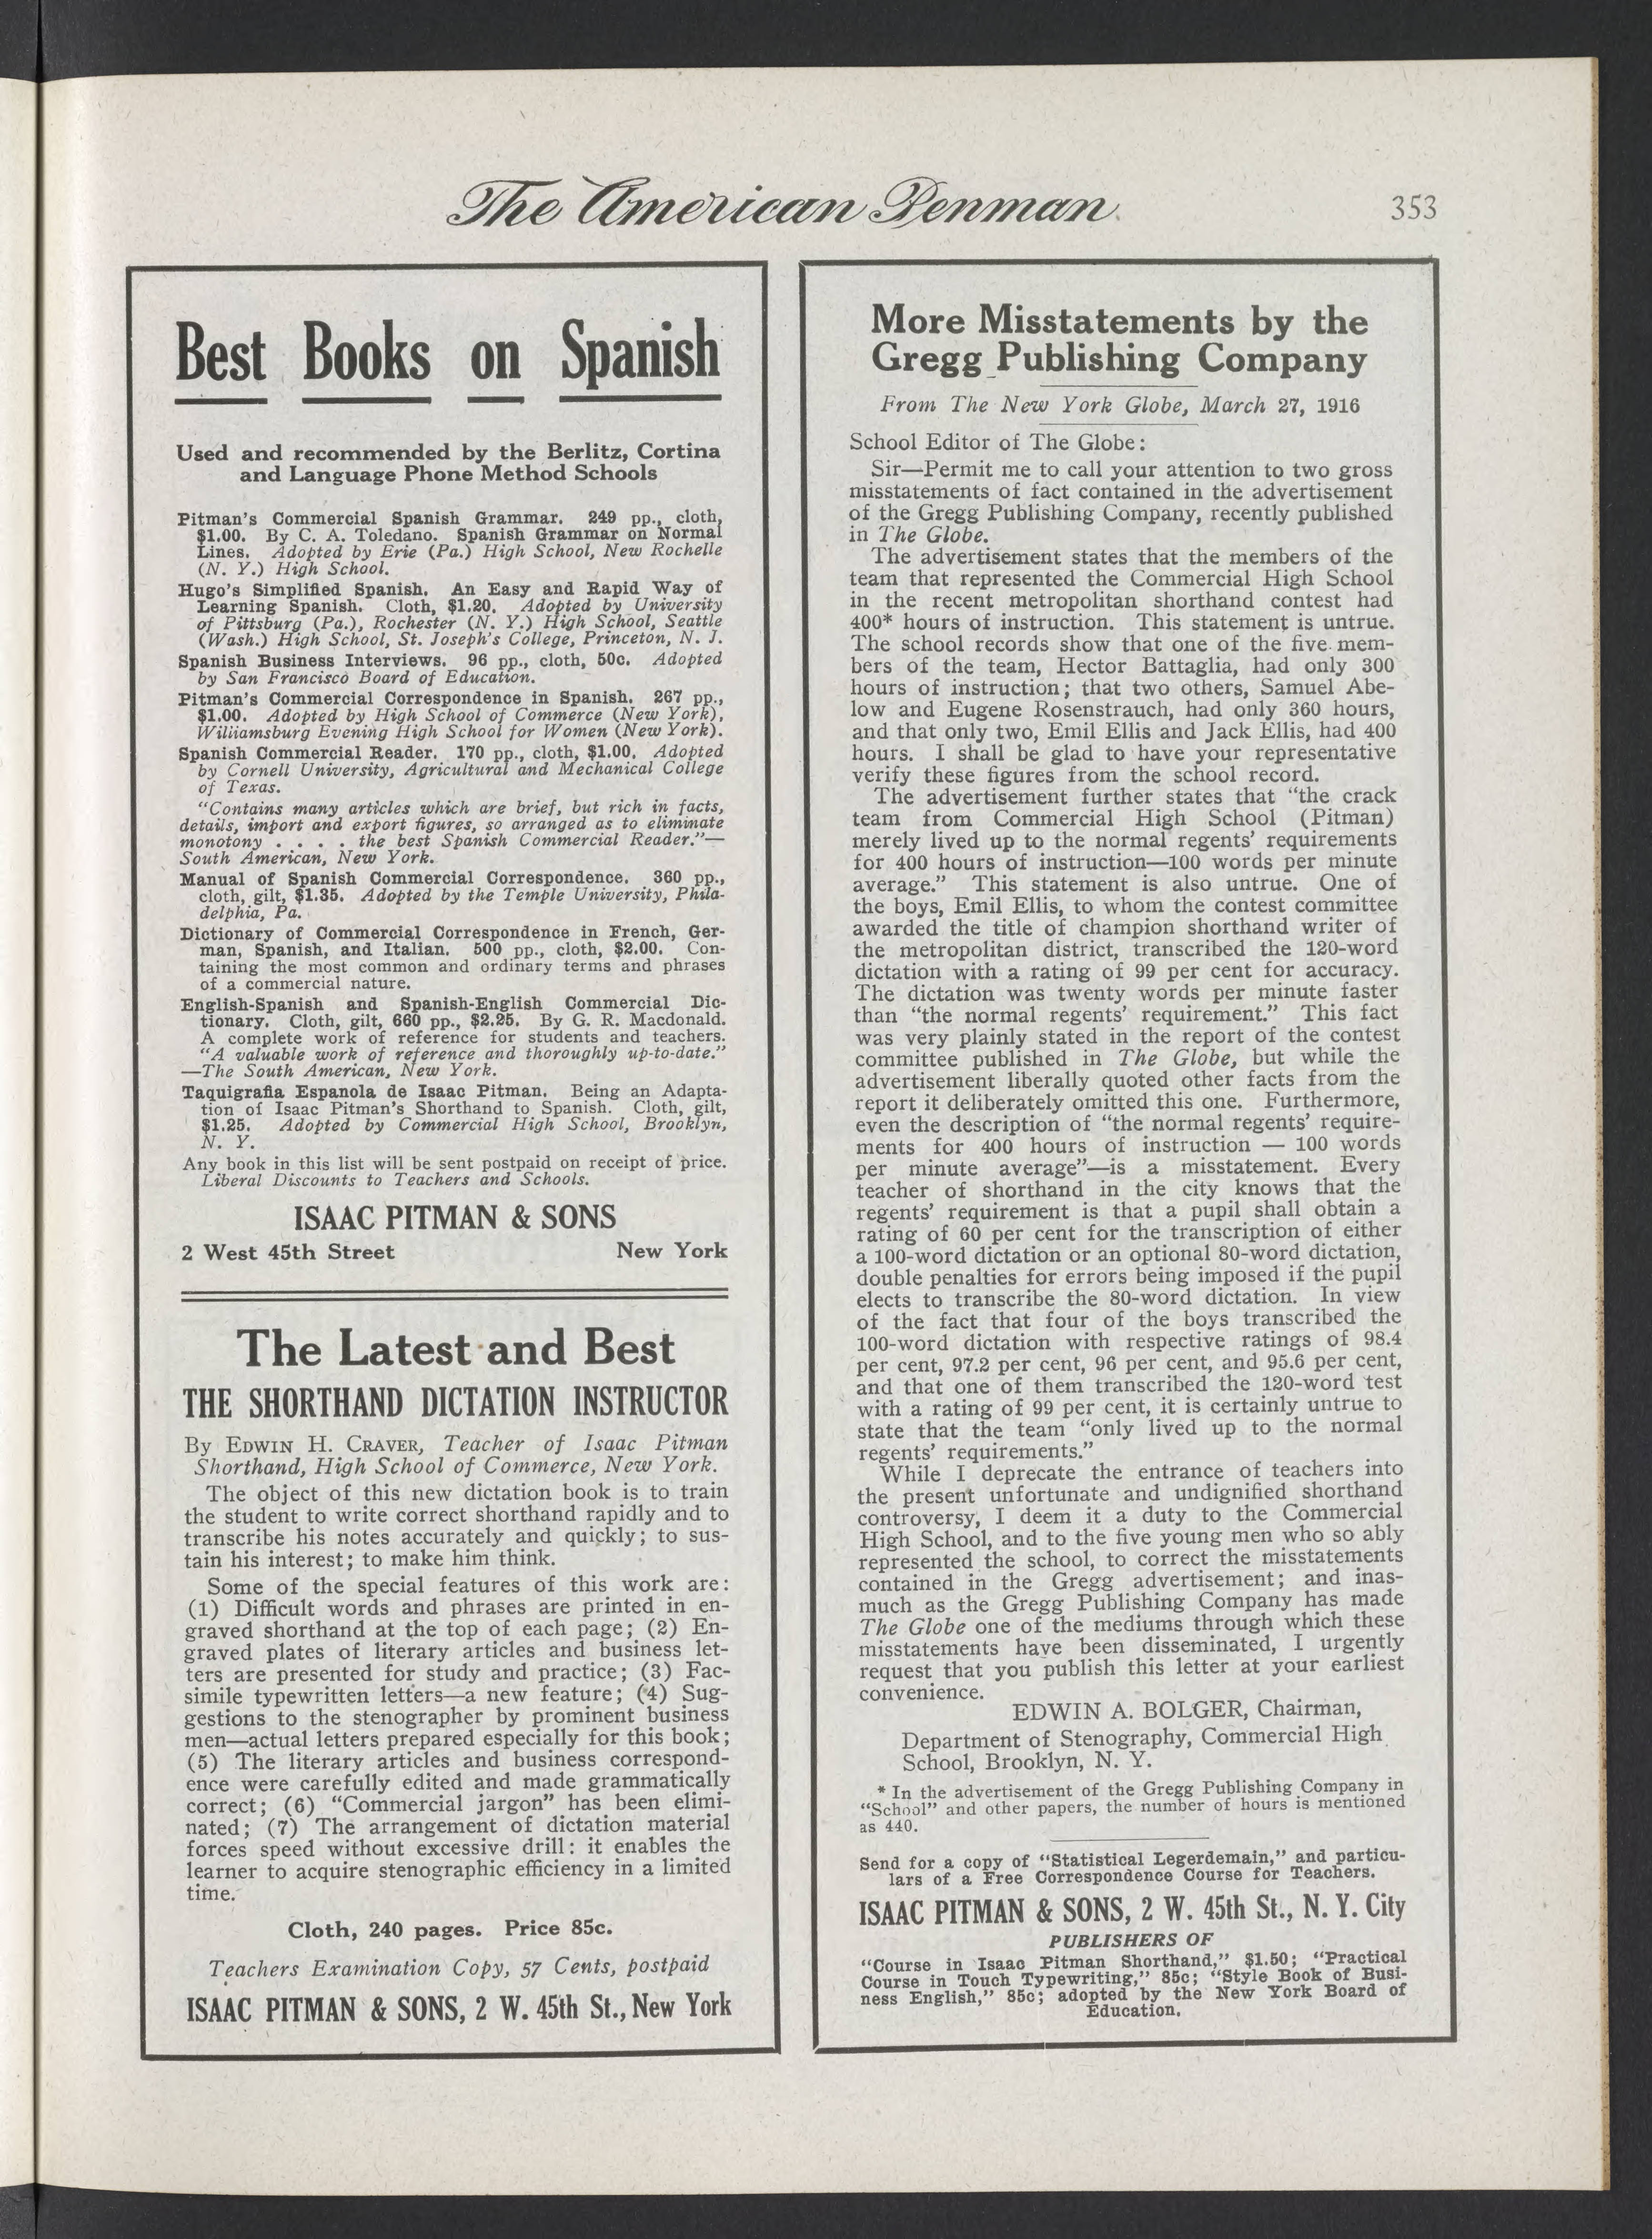 The American Penman
353
Best Books on Spanish
Used and recommended by the Berlitz, Cortina
and Language Phone Method Schools
Pitman's Commercial Spanish Grammar. 249 pp., cloth,
$1.00. By C. A. Toledano. Spanish Grammar on Normal
Lines. Adopted by Erie (Pa.) High School, New Rochelle
(N. Y.) High School.
Hugo's Simplified Spanish. An Easy and Rapid Way of
Learning Spanish. Cloth, $1.20. Adopted by University
of Pittsburg (Pa.), Rochester (N. Y.) High School, Seattle
(Wash.) High School, St. Joseph's College, Princeton, N. J.
Spanish Business Interviews. 96 pp., cloth, 50c. Adopted
by San Francisco Board of Education.
Pitman's Commercial Correspondence in Spanish. 267 pp.,
$1.00. Adopted by High School of Commerce (New York),
Williamsburg Evening High School for Women (New York).
Spanish Commercial Reader. 170 pp., cloth, $1.00. Adopted
by Cornell University, Agricultural and Mechanical College
of Texas.
"Contains many articles which are brief, but rich in facts,
details, import and export figures, so arranged as to eliminate
monotony . . . . the best Spanish Commercial Reader."—
South American, New York.
Manual of Spanish Commercial Correspondence. 360 pp.,
cloth, gilt, $1.35. Adopted by the Temple University, Phila-
delphia, Pa.
Dictionary of Commercial Correspondence in French, Ger-
man, Spanish, and Italian. 500 pp., cloth, $2.00. Con-
taining the most common and ordinary terms and phrases
of a commercial nature.
English-Spanish and Spanish-English Commercial Dic-
tionary. Cloth, gilt, 660 pp., $2.25. By G. R. Macdonald.
A complete work of reference for students and teachers.
"A valuable work of reference and thoroughly up-to-date."
—The South American, New York.
Taquigrafia Espanola de Isaac Pitman. Being an Adapta-
tion of Isaac Pitman's Shorthand to Spanish. Cloth, gilt,
$1.25. Adopted by Commercial High School, Brooklyn,
N. Y.
Any book in this list will be sent postpaid on receipt of price.
Liberal Discounts to Teachers and Schools.
ISAAC PITMAN & SONS
2 West 45th Street New York
The Latest and Best
THE SHORTHAND DICTATION INSTRUCTOR
By EDWIN H. CRAVER, Teacher of Isaac Pitman
Shorthand, High School of Commerce, New York.
The object of this new dictation book is to train
the student to write correct shorthand rapidly and to
transcribe his notes accurately and quickly; to sus-
tain his interest; to make him think.
Some of the special features of this work are:
(1) Difficult words and phrases are printed in en-
graved shorthand at the top of each page; (2) En-
graved plates of literary articles and business let-
ters are presented for study and practice; (3) Fac-
simile typewritten letters—a new feature; (4) Sug-
gestions to the stenographer by prominent business
men—actual letters prepared especially for this book;
(5) The literary articles and business correspond-
ence were carefully edited and made grammatically
correct; (6) "Commercial jargon" has been elimi-
nated; (7) The arrangement of dictation material
forces speed without excessive drill: it enables the
learner to acquire stenographic efficiency in a limited
time.
Cloth, 240 pages. Price 85c.
Teachers Examination Copy, 57 Cents, postpaid
ISAAC PITMAN & SONS, 2 W. 45th St., New York
More Misstatements by the
Gregg Publishing Company
From The New York Globe, March 27, 1916
School Editor of The Globe:
Sir—Permit me to call your attention to two gross
misstatements of fact contained in the advertisement
of the Gregg Publishing Company, recently published
in The Globe.
The advertisement states that the members of the
team that represented the Commercial High School
in the recent metropolitan shorthand contest had
400* hours of instruction. This statement is untrue.
The school records show that one of the five mem-
bers of the team, Hector Battaglia, had only 300
hours of instruction; that two others, Samuel Abe-
low and Eugene Rosenstrauch, had only 360 hours,
and that only two, Emil Ellis and Jack Ellis, had 400
hours. I shall be glad to have your representative
verify these figures from the school record.
The advertisement further states that "the crack
team from Commercial High School (Pitman)
merely lived up to the normal regents' requirements
for 400 hours of instruction—100 words per minute
average." This statement is also untrue. One of
the boys, Emil Ellis, to whom the contest committee
awarded the title of champion shorthand writer of
the metropolitan district, transcribed the 120-word
dictation with a rating of 99 per cent for accuracy.
The dictation was twenty words per minute faster
than "the normal regents' requirement." This fact
was very plainly stated in the report of the contest
committee published in The Globe, but while the
advertisement liberally quoted other facts from the
report it deliberately omitted this one. Furthermore,
even the description of "the normal regents' require-
ments for 400 hours of instruction — 100 words
per minute average"—is a misstatement. Every
teacher of shorthand in the city knows that the
regents' requirement is that a pupil shall obtain a
rating of 60 per cent for the transcription of either
a 100-word dictation or an optional 80-word dictation,
double penalties for errors being imposed if the pupil
elects to transcribe the 80-word dictation. In view
of the fact that four of the boys transcribed the
100-word dictation with respective ratings of 98.4
per cent, 97.2 per cent, 96 per cent, and 95.6 per cent,
and that one of them transcribed the 120-word test
with a rating of 99 per cent, it is certainly untrue to
state that the team "only lived up to the normal
regents' requirements."
While I deprecate the entrance of teachers into
the present unfortunate and undignified shorthand
controversy, I deem it a duty to the Commercial
High School, and to the five young men who so ably
represented the school, to correct the misstatements
contained in the Gregg advertisement; and inas-
much as the Gregg Publishing Company has made
The Globe one of the mediums through which these
misstatements have been disseminated, I urgently
request that you publish this letter at your earliest
convenience.
EDWIN A. BOLGER, Chairman,
Department of Stenography, Commercial High
School, Brooklyn, N. Y.
* In the advertisement of the Gregg Publishing Company in
"School" and other papers, the number of hours is mentioned
as 440.
Send for a copy of "Statistical Legerdemain," and particu-
lars of a Free Correspondence Course for Teachers.
ISAAC PITMAN & SONS, 2 W. 45th St., N. Y. City
PUBLISHERS OF
"Course in Isaac Pitman Shorthand," $1.50; "Practical
Course in Touch Typewriting," 85c; "Style Book of Busi-
ness English," 85c; adopted by the New York Board of
Education.